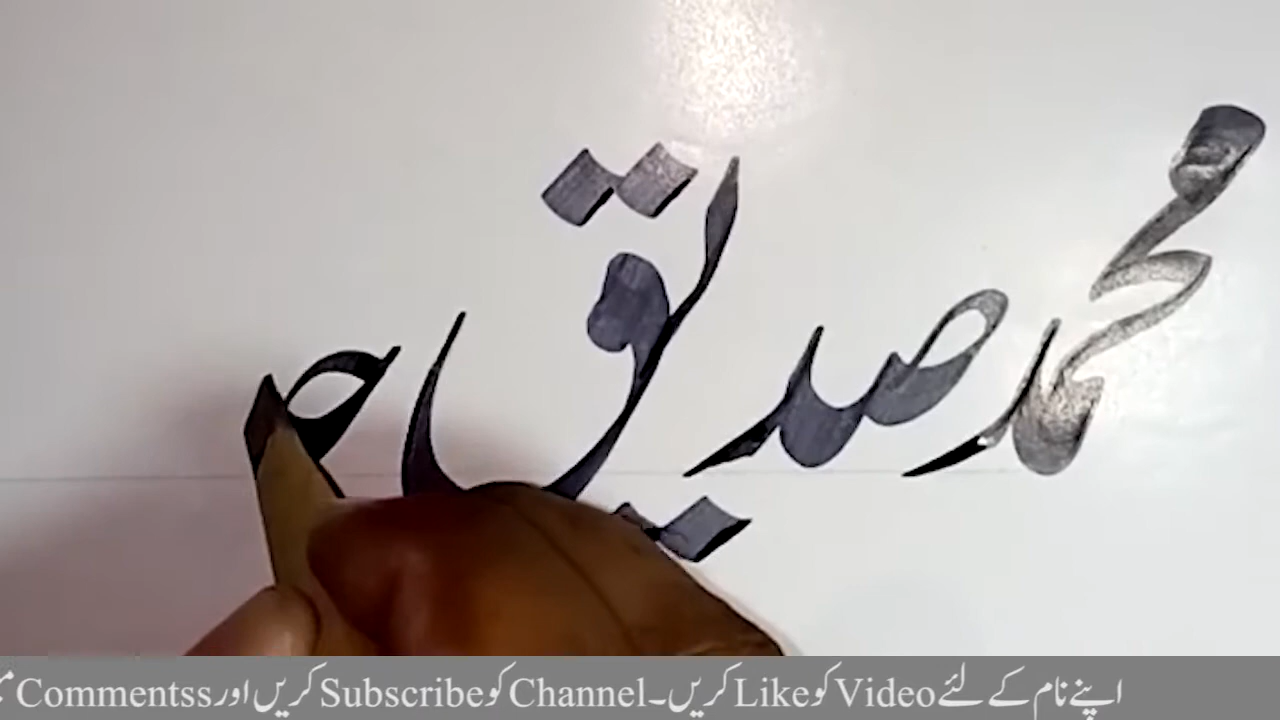 محمد صدیق
اپنے نام کے لئے Video کو Like کریں۔ Channel کو Subscribe کریں اور Commentss